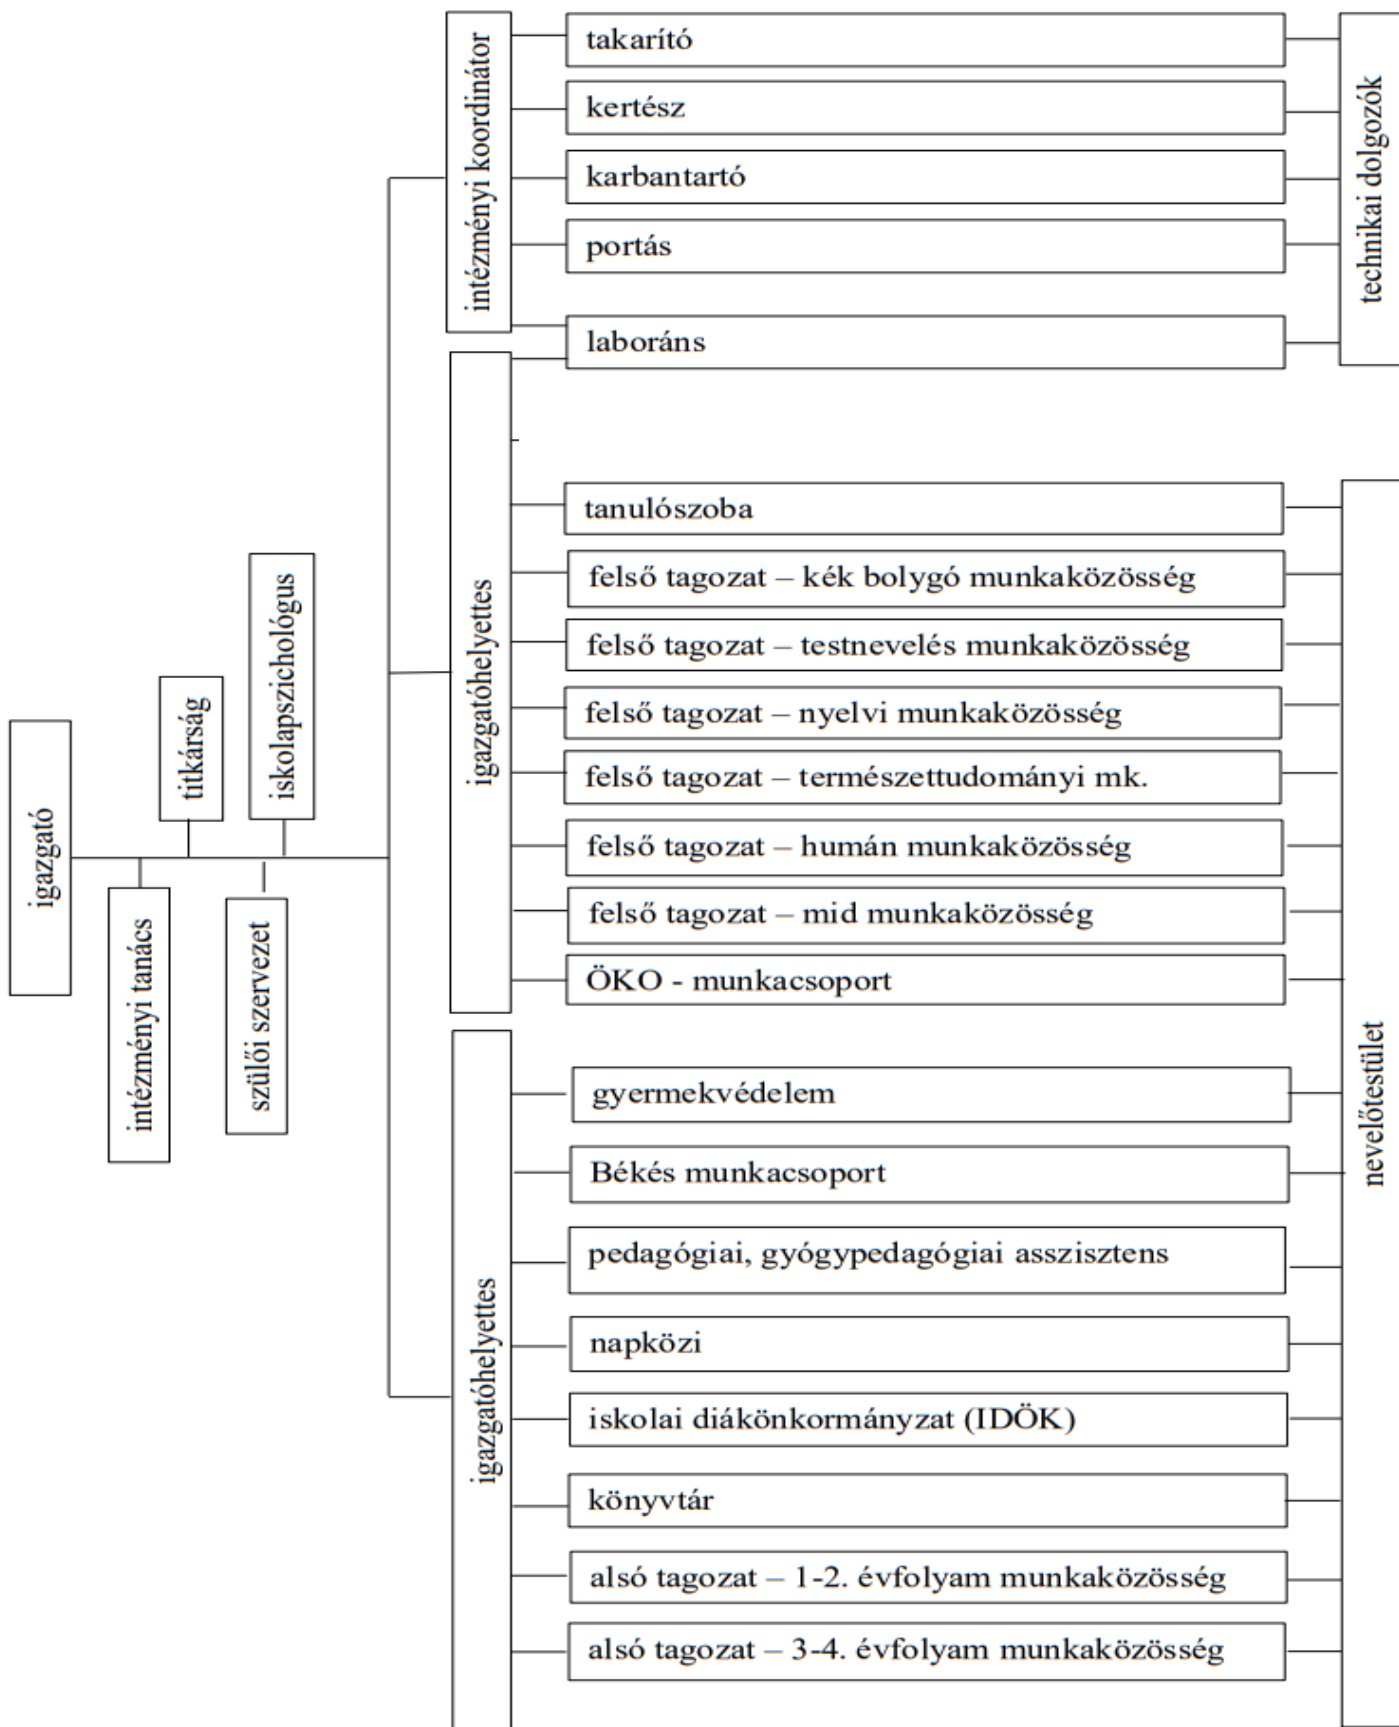 igazgató
intézményi tanács
titkárság
szülői szervezet
iskolapszichológus
intézményi koordinátor
takarító
kertész
karbantartó
portás
laboráns
technikai dolgozók
igazgatóhelyettes
tanulószoba
felső tagozat – kék bolygó munkaközösség
felső tagozat – testnevelés munkaközösség
felső tagozat – nyelvi munkaközösség
felső tagozat – természettudományi mk.
felső tagozat – humán munkaközösség
felső tagozat – mid munkaközösség
ÖKO - munkacsoport
igazgatóhelyettes
gyermekvédelem
Békés munkacsoport
pedagógiai, gyógypedagógiai asszisztens
napközi
iskolai diákönkormányzat (IDÖK)
könyvtár
alsó tagozat – 1-2. évfolyam munkaközösség
alsó tagozat – 3-4. évfolyam munkaközösség
nevelőtestület